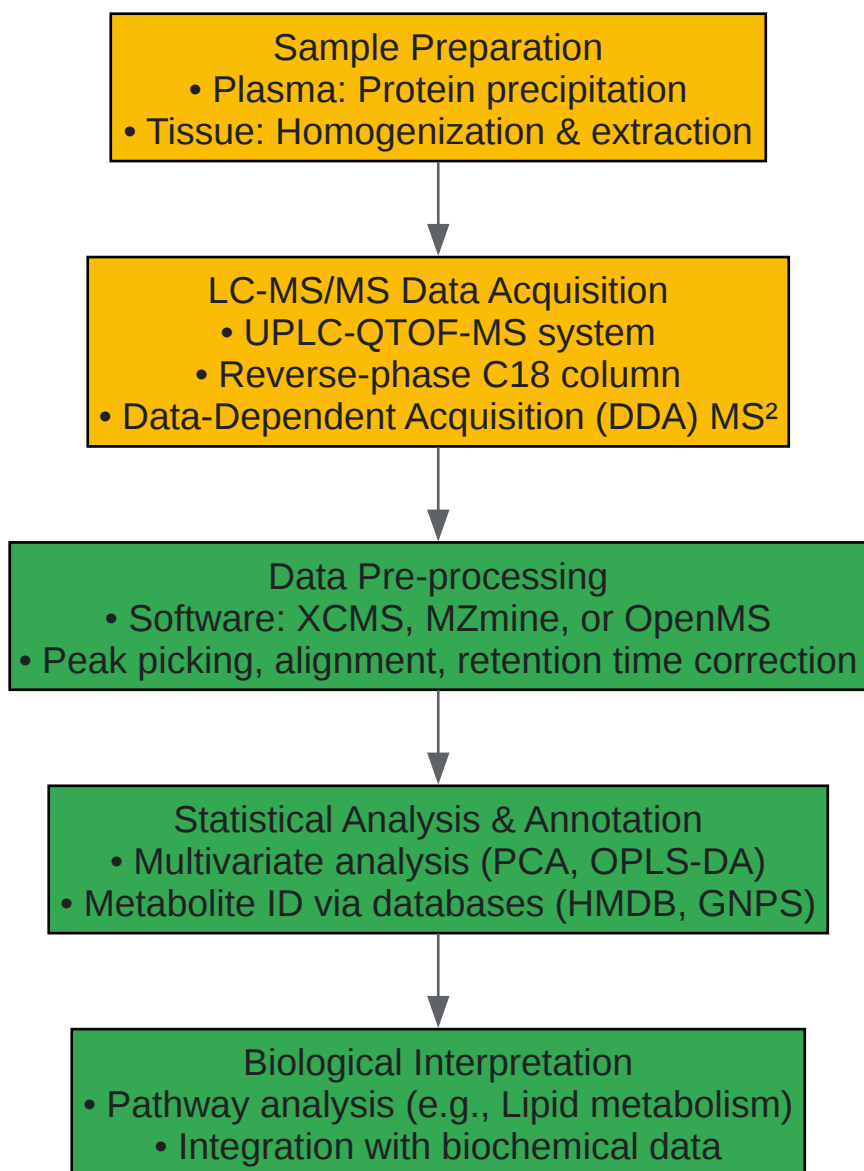 Sample Preparation
• Plasma: Protein precipitation
• Tissue: Homogenization & extraction
LC-MS/MS Data Acquisition
• UPLC-QTOF-MS system
• Reverse-phase C18 column
• Data-Dependent Acquisition (DDA) MS²
Data Pre-processing
• Software: XCMS, MZmine, or OpenMS
• Peak picking, alignment, retention time correction
Statistical Analysis & Annotation
• Multivariate analysis (PCA, OPLS-DA)
• Metabolite ID via databases (HMDB, GNPS)
Biological Interpretation
• Pathway analysis (e.g., Lipid metabolism)
• Integration with biochemical data